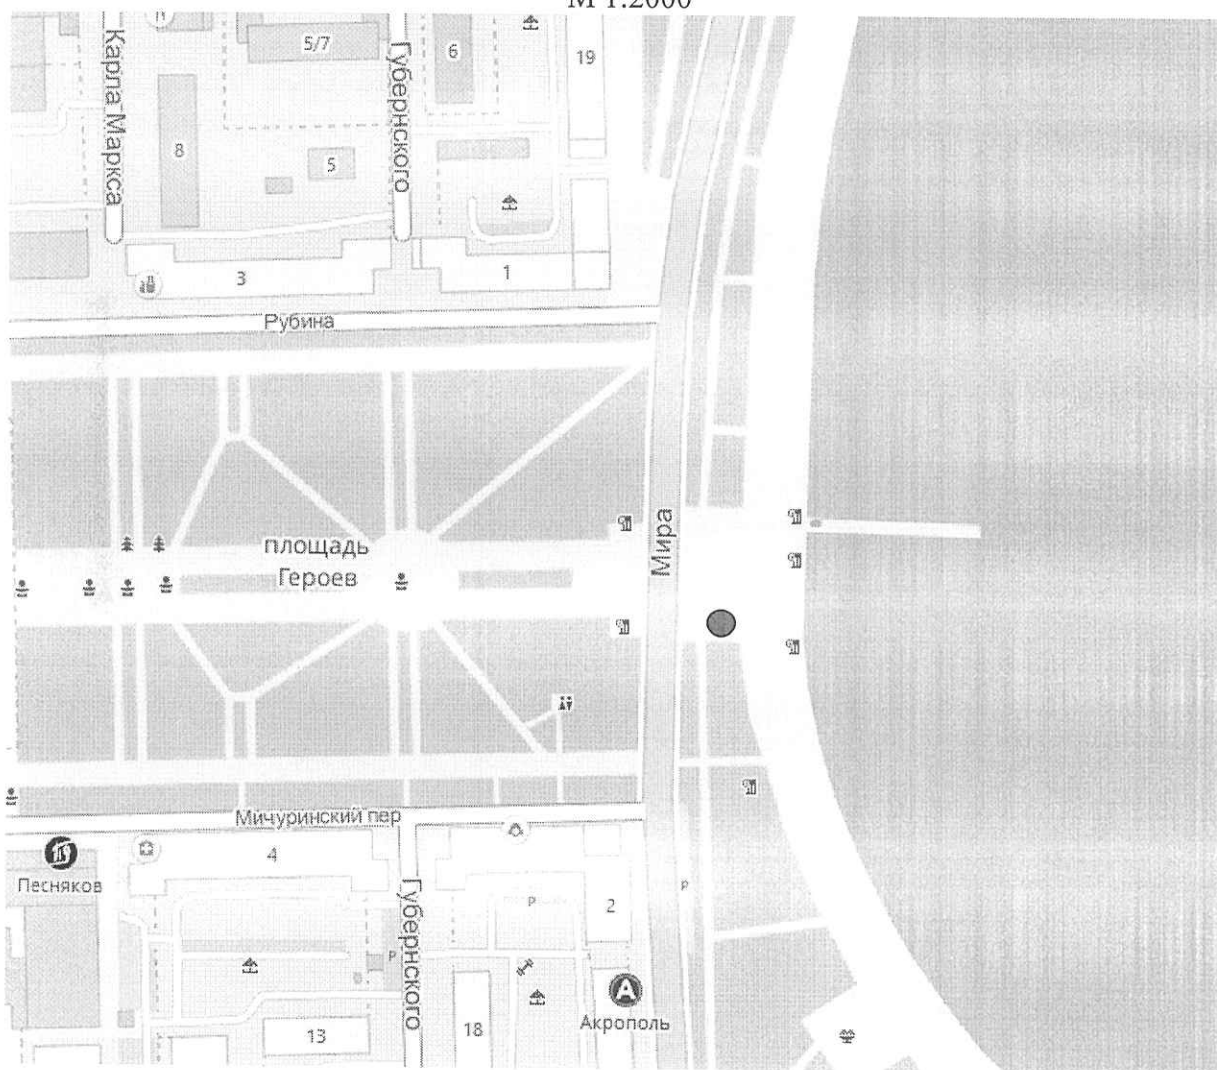 М 1:2000
Карла Маркса
5/7
Губернского
6
19
8
5
3
1
Рубина
площадь
Героев
Мира
Мичуринский пер
4
Песняков
Губернского
P
P
P
2
13
18
Акрополь